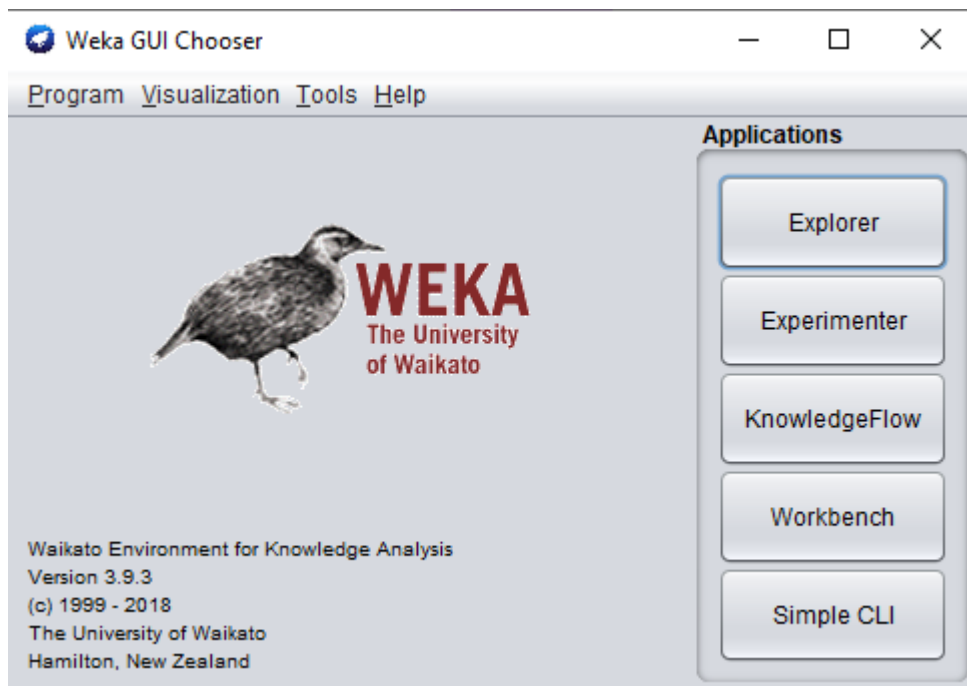 Weka GUI Chooser
Program Visualization Tools Help
Applications
Explorer
Experimenter
KnowledgeFlow
Workbench
Simple CLI
WEKA
The University
of Waikato
Waikato Environment for Knowledge Analysis
Version 3.9.3
(c) 1999 - 2018
The University of Waikato
Hamilton, New Zealand